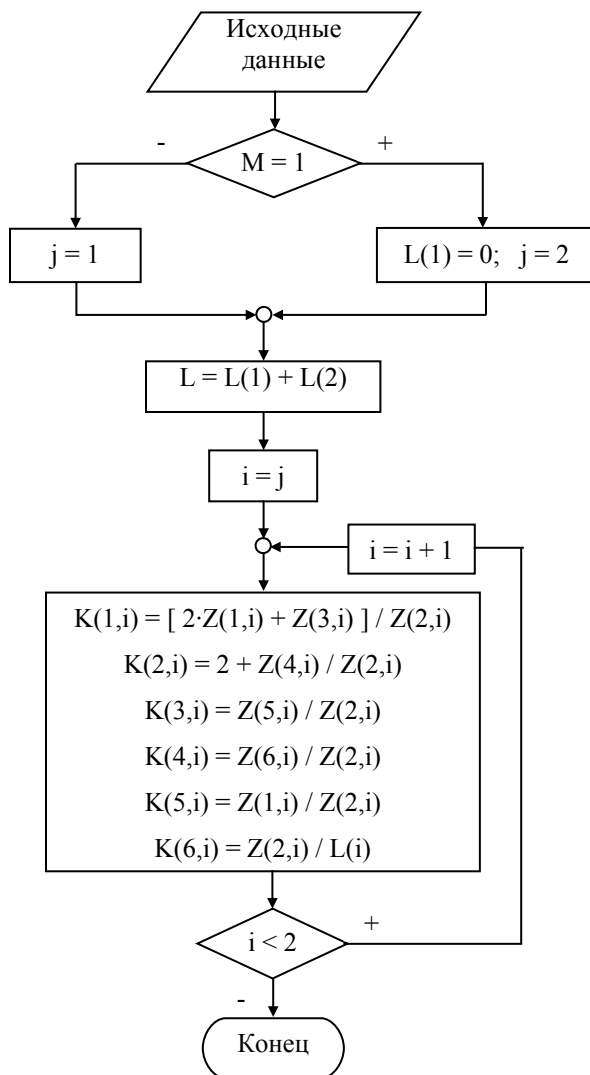 Исходные
данные
-
M = 1
+
j = 1
L(1) = 0; j = 2
L = L(1) + L(2)
i = j
i = i + 1
K(1,i) = [ 2·Z(1,i) + Z(3,i) ] / Z(2,i)
K(2,i) = 2 + Z(4,i) / Z(2,i)
K(3,i) = Z(5,i) / Z(2,i)
K(4,i) = Z(6,i) / Z(2,i)
K(5,i) = Z(1,i) / Z(2,i)
K(6,i) = Z(2,i) / L(i)
i < 2
+
-
Конец